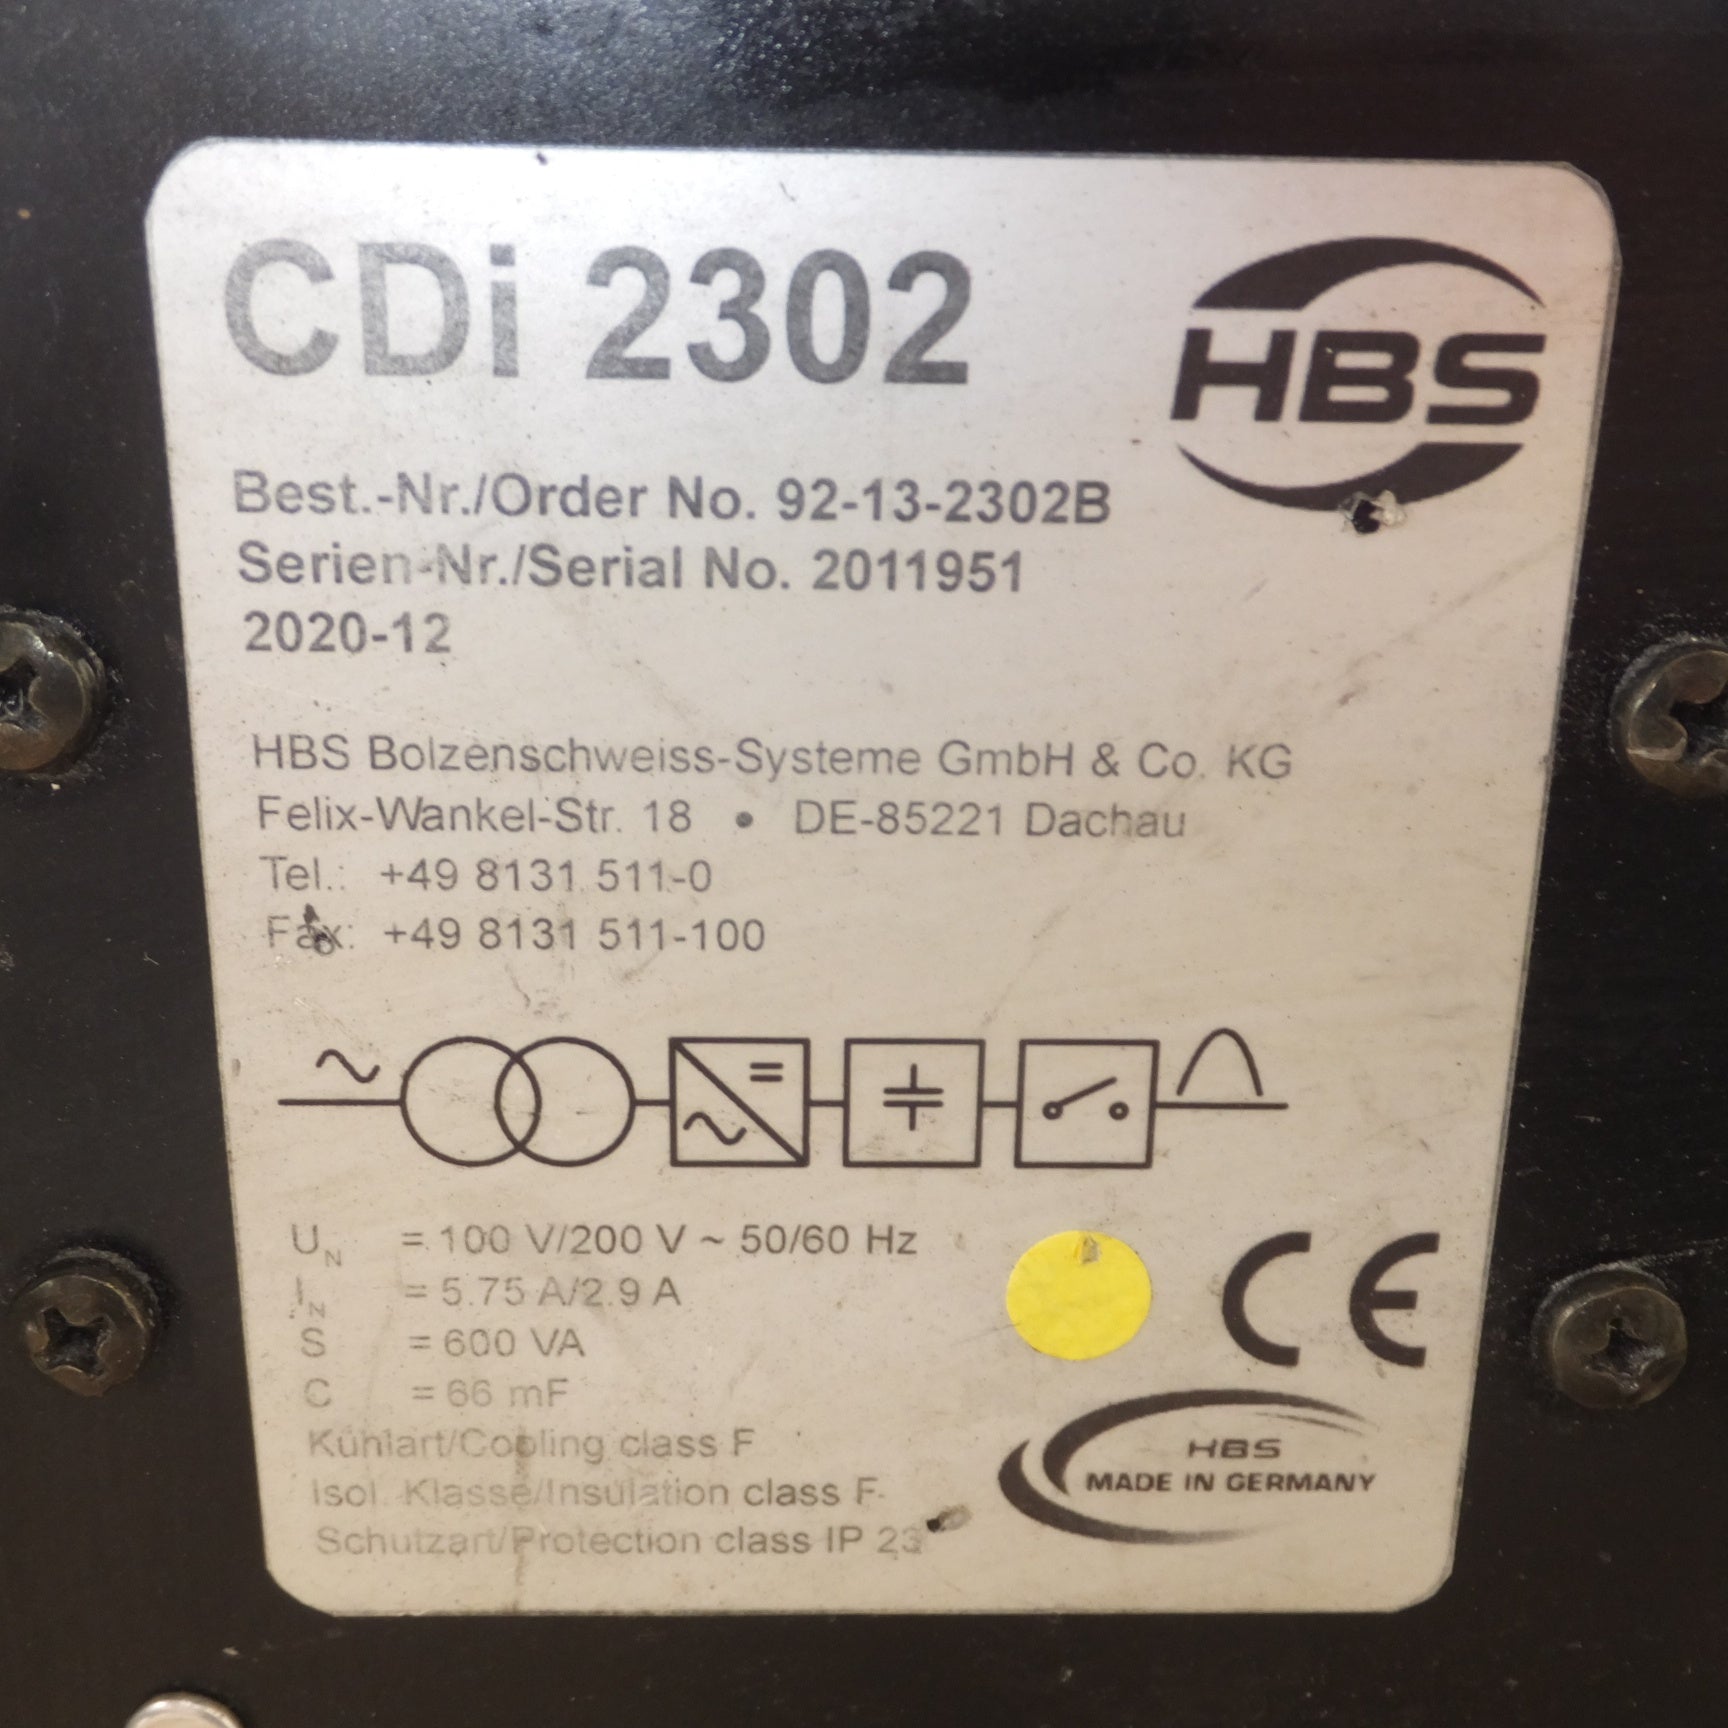 CDi 2302
HBS
Best.-Nr./Order No. 92-13-2302B
Serien-Nr./Serial No. 2011951
2020-12
HBS Bolzenschweiss-Systeme GmbH & Co. KG
Felix-Wankel-Str. 18 • DE-85221 Dachau
Tel.: +49 8131 511-0
Fax: +49 8131 511-100
~
=
~
U_N = 100 V/200 V ~ 50/60 Hz
I_N = 5.75 A/2.9 A
S = 600 VA
C = 66 mF
Kühlart/Cooling class F
Isol. Klasse/Insulation class F
Schutzart/Protection class IP 23
CE
HBS
MADE IN GERMANY